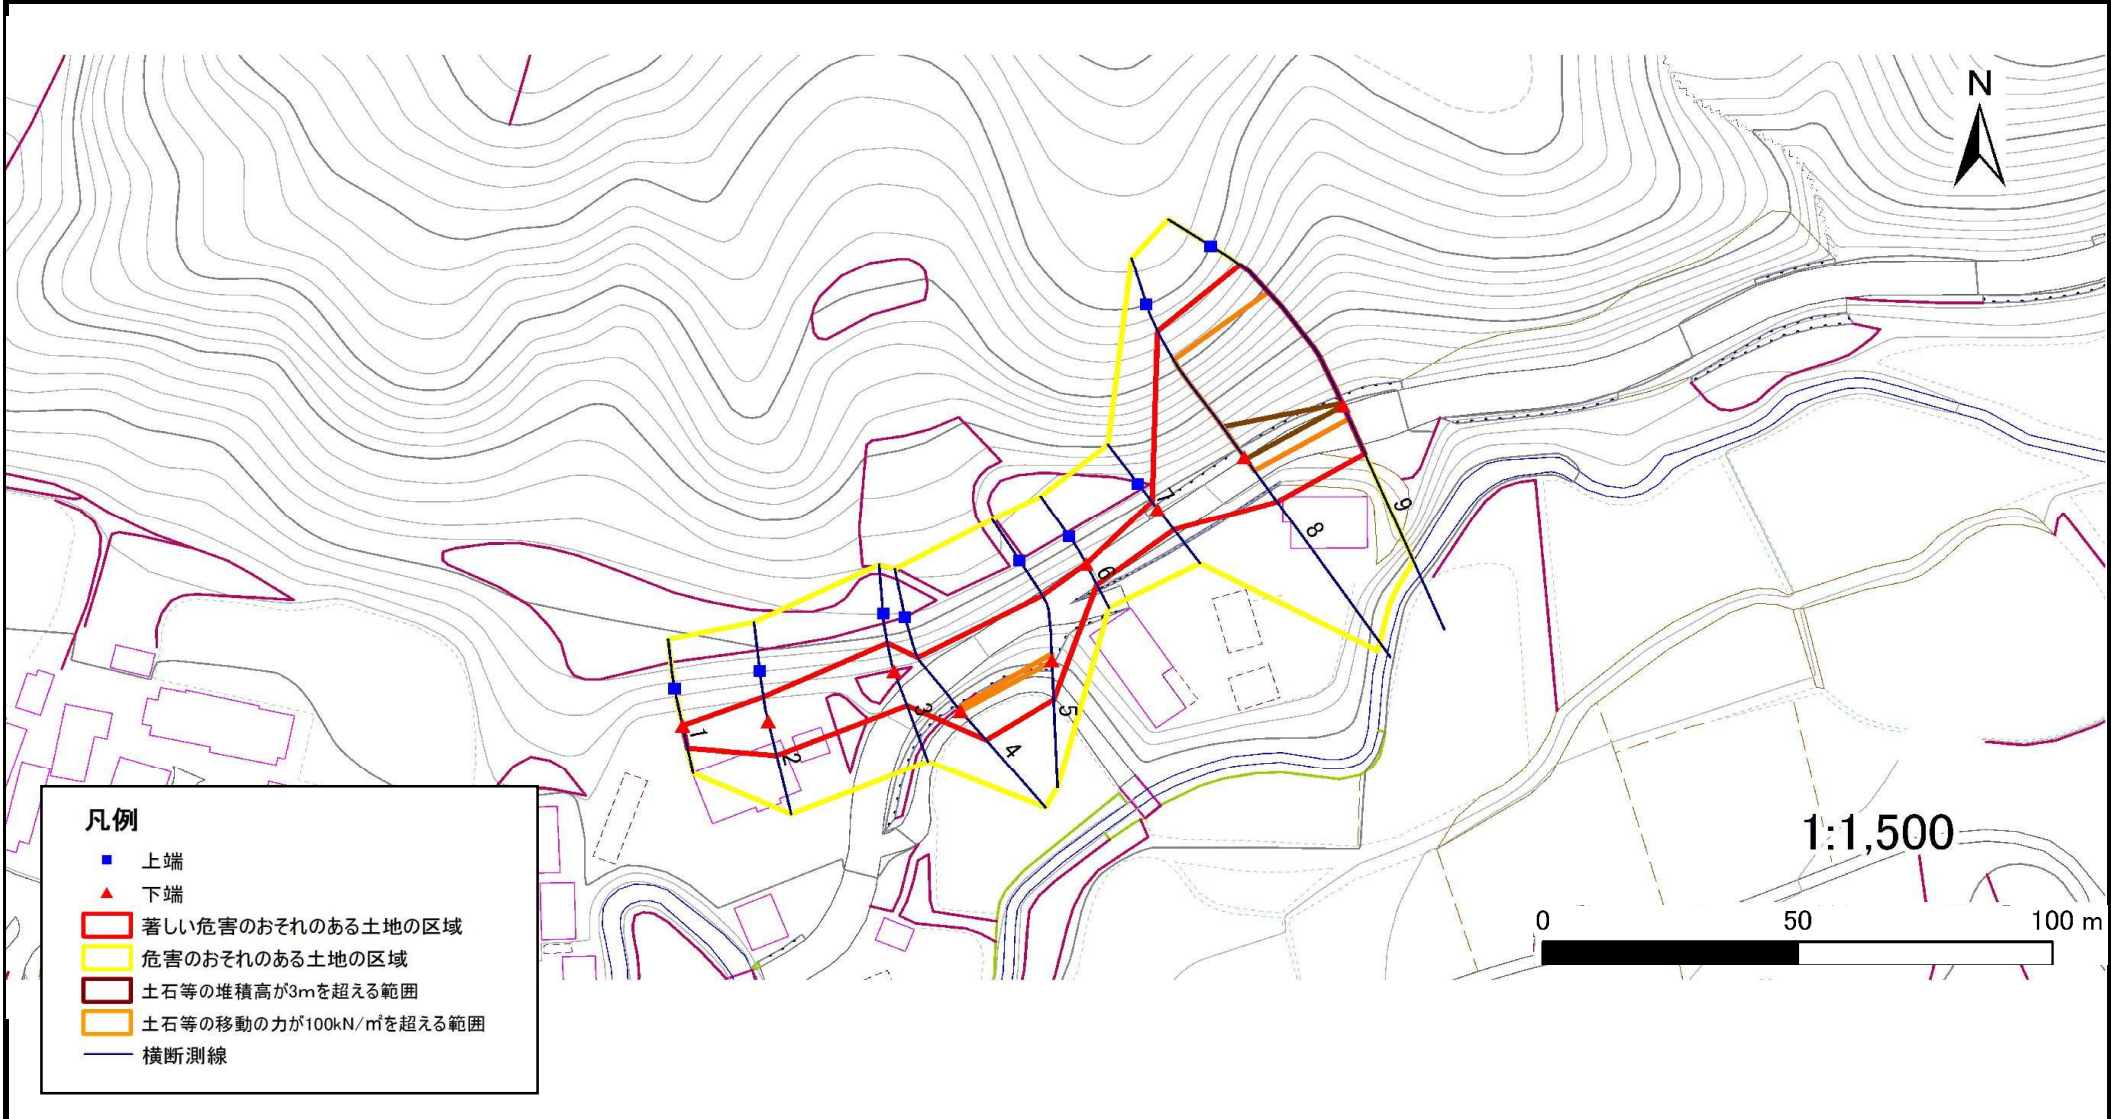 N
9
8
7
6
5
4
3
2
1
1:1,500
0 50 100 m
凡例
上端
下端
著しい危害のおそれのある土地の区域
危害のおそれのある土地の区域
土石等の堆積高が3mを超える範囲
土石等の移動の力が100kN/㎡を超える範囲
横断測線